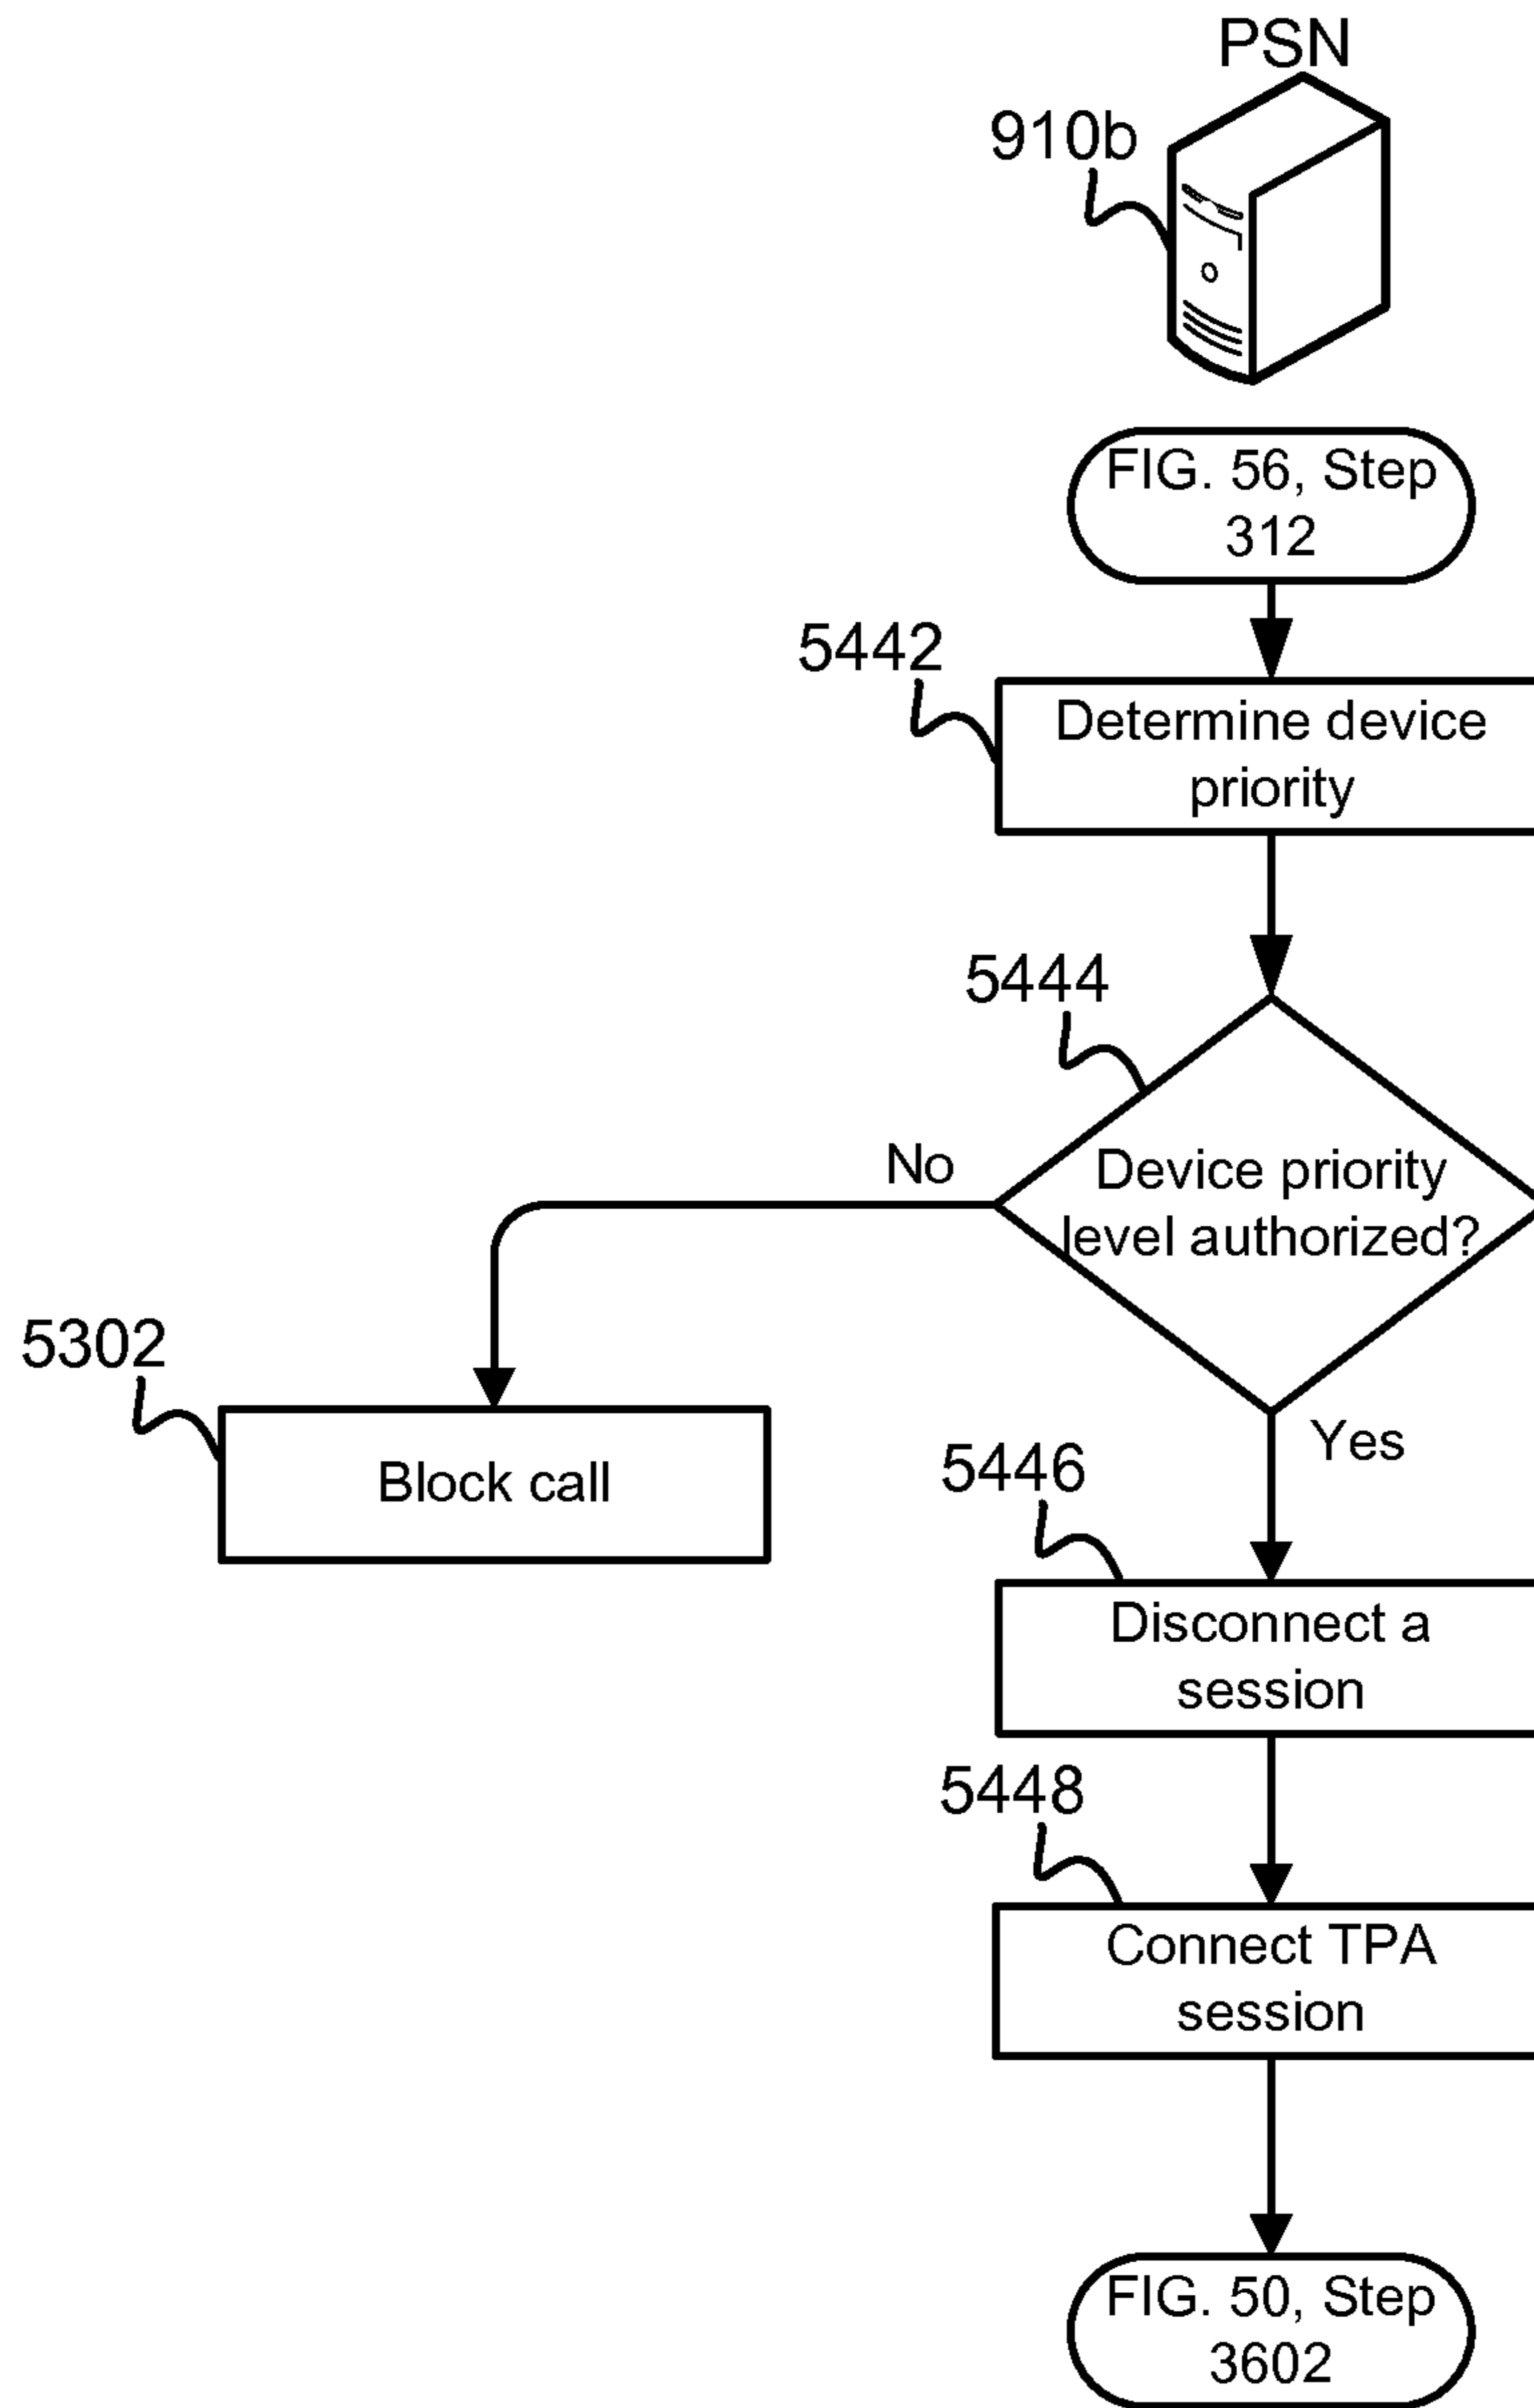 PSN
910b
FIG. 56, Step
312
5442
Determine device
priority
5444
No
Device priority
level authorized?
5302
Yes
Block call
5446
Disconnect a
session
5448
Connect TPA
session
FIG. 50, Step
3602